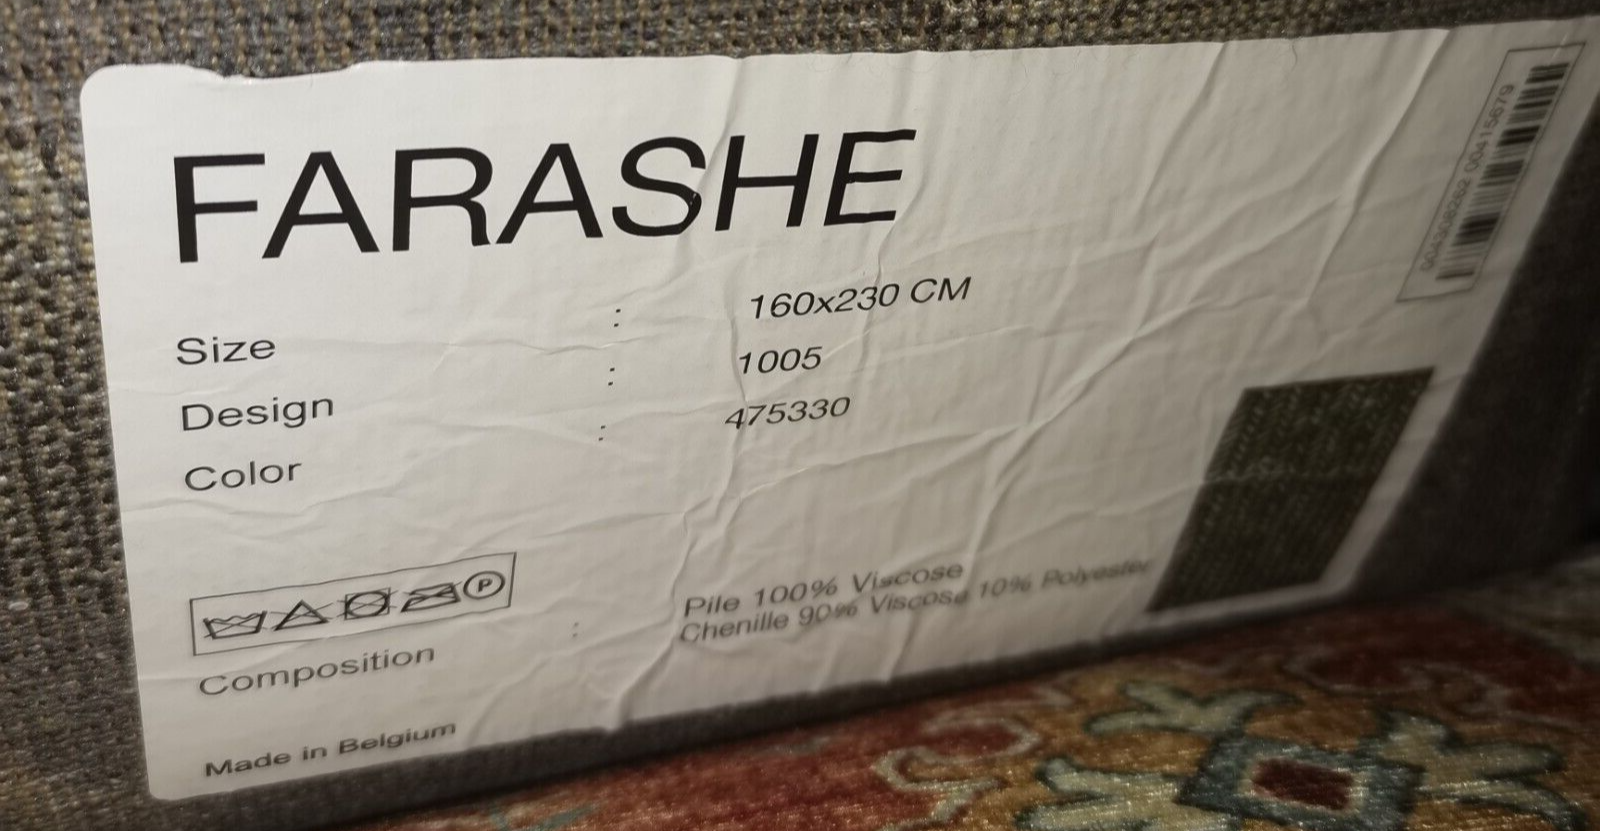 FARASHE
Size : 160x230 CM
Design : 1005
Color : 475330
P
Composition : Pile 100% Viscose
Chenille 90% Viscose 10% Polyester
Made in Belgium